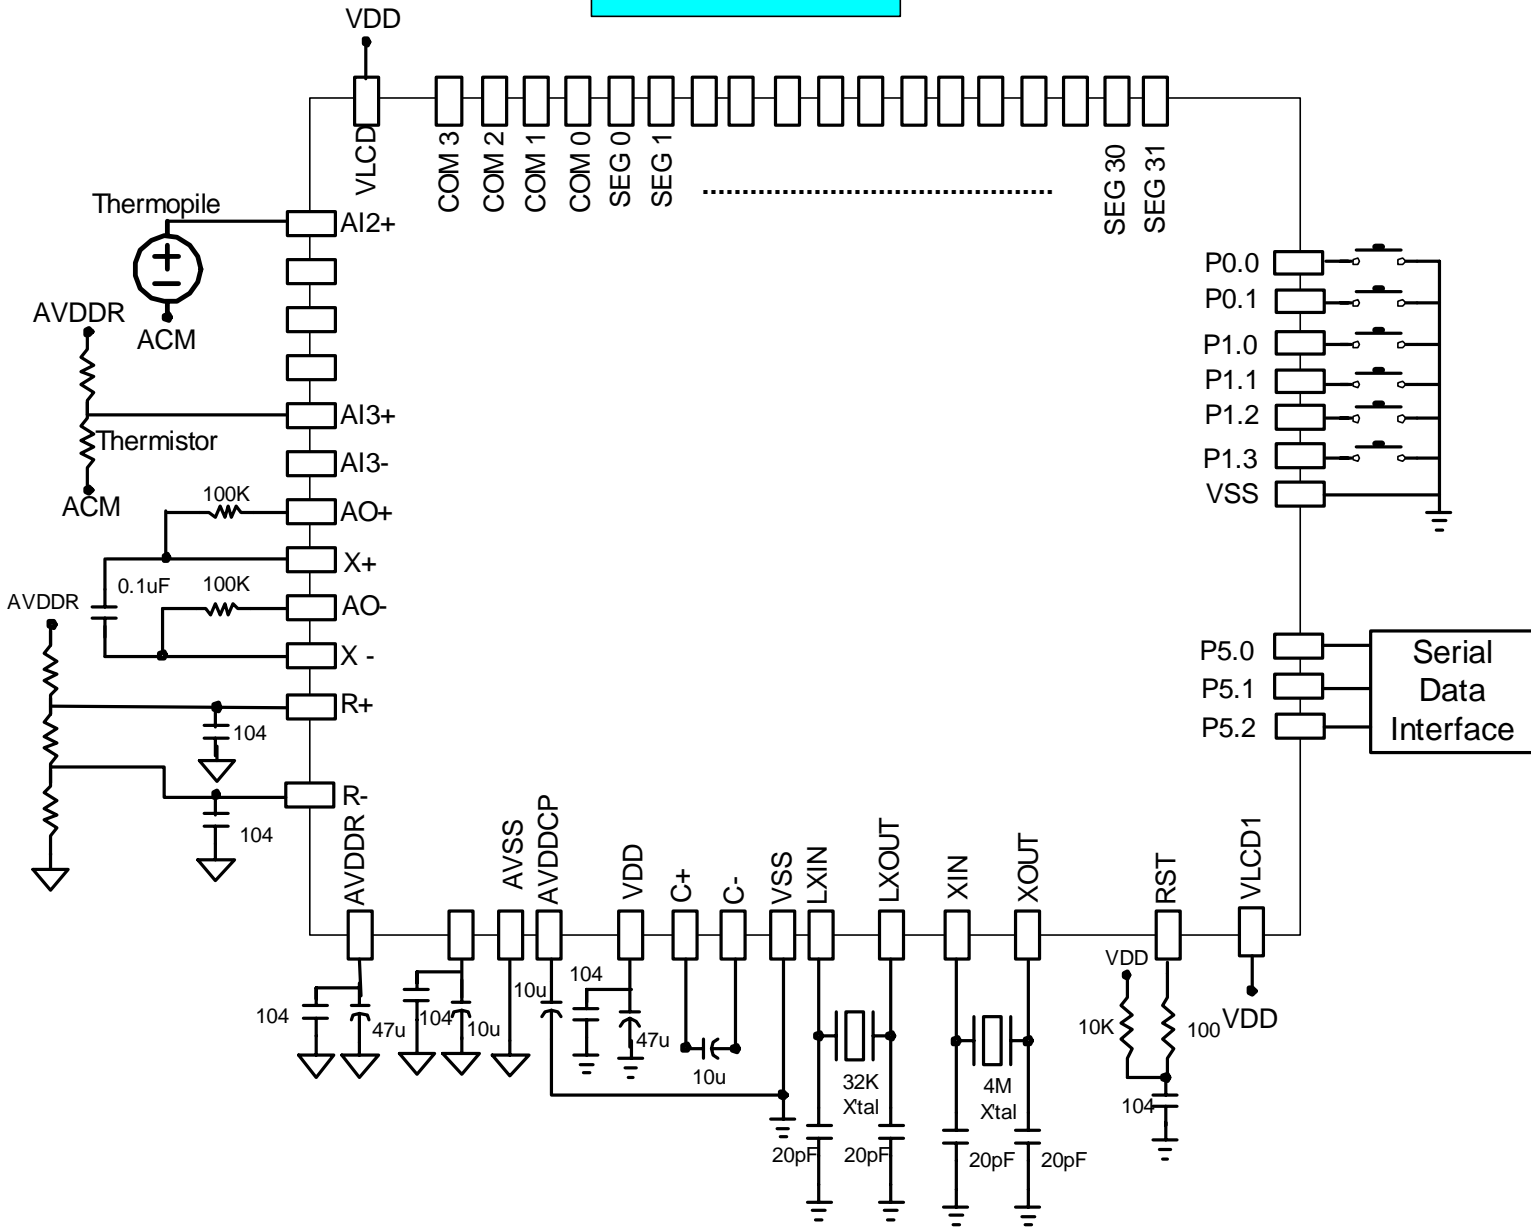 VDD
VLCD
COM 3
COM 2
COM 1
COM 0
SEG 0
SEG 1
SEG 30
SEG 31
Thermopile
AI2+
ACM
AVDDR
AI3+
Thermistor
AI3-
ACM
100K
AO+
X+
0.1uF
100K
AVDDR
AO-
X -
R+
104
R-
104
P0.0
P0.1
P1.0
P1.1
P1.2
P1.3
VSS
P5.0
P5.1
P5.2
Serial
Data
Interface
AVDDR
AVSS
AVDDCP
VDD
C+
C-
VSS
LXIN
LXOUT
XIN
XOUT
RST
VLCD1
104
47u
104
10u
10u
104
47u
10u
32K
X'tal
20pF
20pF
4M
X'tal
20pF
20pF
VDD
10K
100
104
VDD